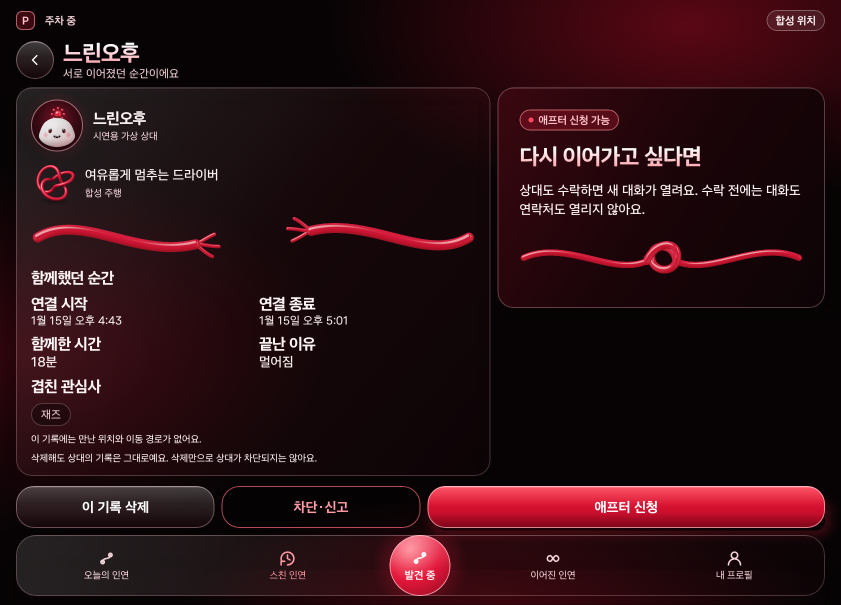 P 주차 중
합성 위치
느린오후
서로 이어졌던 순간이에요
느린오후
시연용 가상 상대
여유롭게 멈추는 드라이버
합성 주행
함께했던 순간
연결 시작
1월 15일 오후 4:43
연결 종료
1월 15일 오후 5:01
함께한 시간
18분
끝난 이유
멀어짐
겹친 관심사
재즈
이 기록에는 만난 위치와 이동 경로가 없어요.
삭제해도 상대의 기록은 그대로예요. 삭제만으로 상대가 차단되지는 않아요.
애프터 신청 가능
다시 이어가고 싶다면
상대도 수락하면 새 대화가 열려요. 수락 전에는 대화도
연락처도 열리지 않아요.
이 기록 삭제
차단·신고
애프터 신청
오늘의 인연
스친 인연
발견 중
이어진 인연
내 프로필